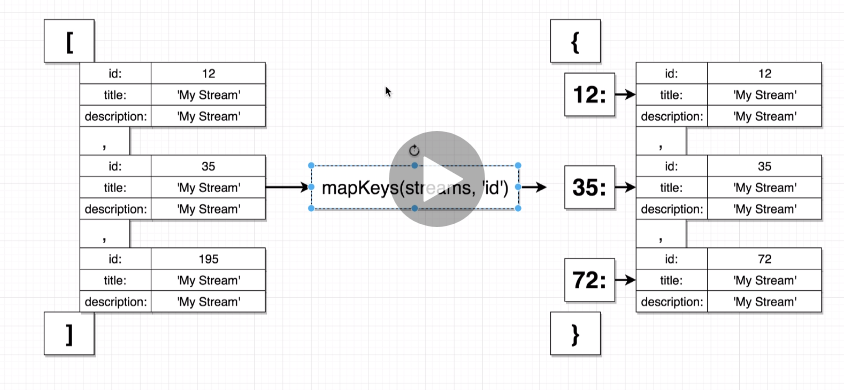 [
id: 12
title: 'My Stream'
description: 'My Stream'
,
id: 35
title: 'My Stream'
description: 'My Stream'
,
id: 195
title: 'My Stream'
description: 'My Stream'
]
mapKeys(streams, 'id')
{
12:
id: 12
title: 'My Stream'
description: 'My Stream'
,
35:
id: 35
title: 'My Stream'
description: 'My Stream'
,
72:
id: 72
title: 'My Stream'
description: 'My Stream'
}